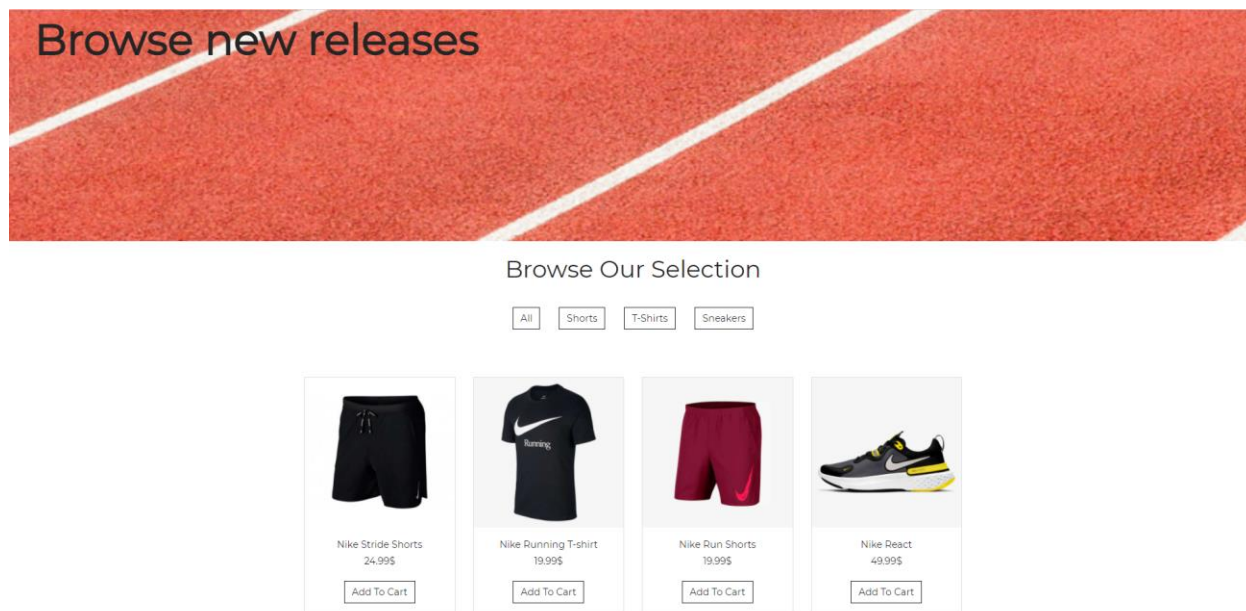 Browse new releases
Browse Our Selection
All Shorts T-Shirts Sneakers
Running
Nike Stride Shorts
24.99$
Add To Cart
Nike Running T-shirt
19.99$
Add To Cart
Nike Run Shorts
19.99$
Add To Cart
Nike React
49.99$
Add To Cart